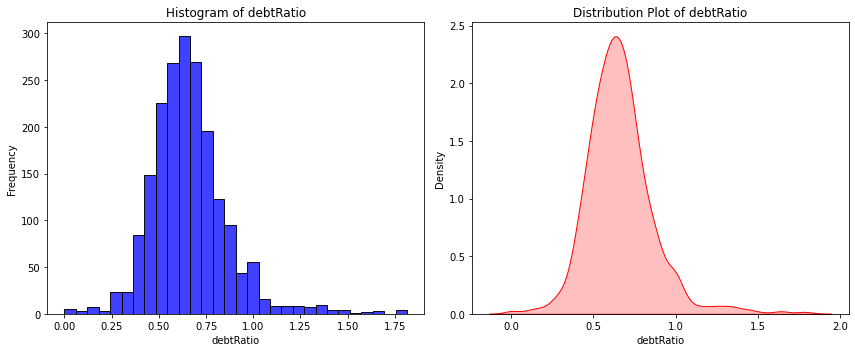 Histogram of debtRatio
Frequency
300
250
200
150
100
50
0
0.00 0.25 0.50 0.75 1.00 1.25 1.50 1.75
debtRatio
Distribution Plot of debtRatio
Density
2.5
2.0
1.5
1.0
0.5
0.0
0.0 0.5 1.0 1.5 2.0
debtRatio